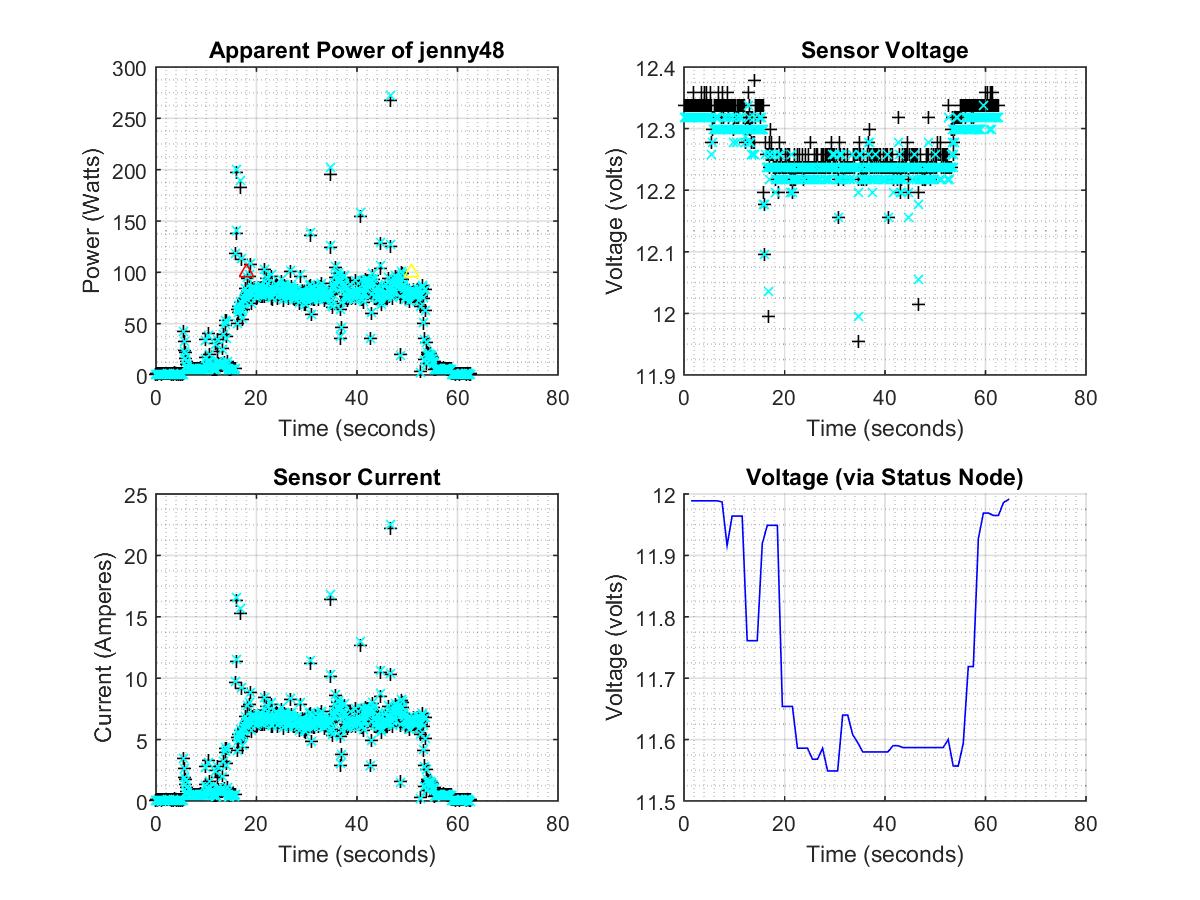 Apparent Power of jenny48
300
250
200
150
100
50
0
Power (Watts)
0 20 40 60 80
Time (seconds)
Sensor Voltage
12.4
12.3
12.2
12.1
12
11.9
Voltage (volts)
0 20 40 60 80
Time (seconds)
Sensor Current
25
20
15
10
5
0
Current (Amperes)
0 20 40 60 80
Time (seconds)
Voltage (via Status Node)
12
11.9
11.8
11.7
11.6
11.5
Voltage (volts)
0 20 40 60 80
Time (seconds)